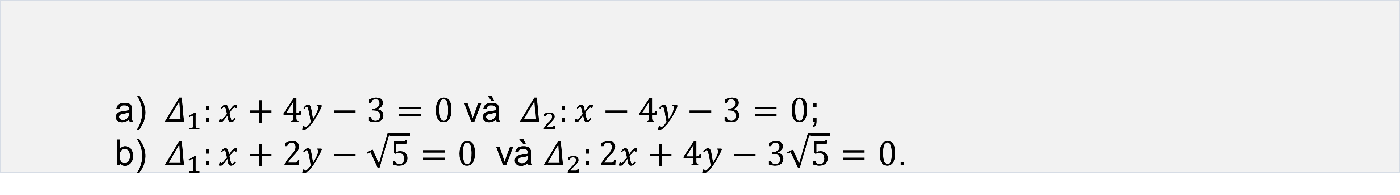 a) Δ₁: x + 4y − 3 = 0 và Δ₂: x − 4y − 3 = 0;
b) Δ₁: x + 2y − √5 = 0 và Δ₂: 2x + 4y − 3√5 = 0.